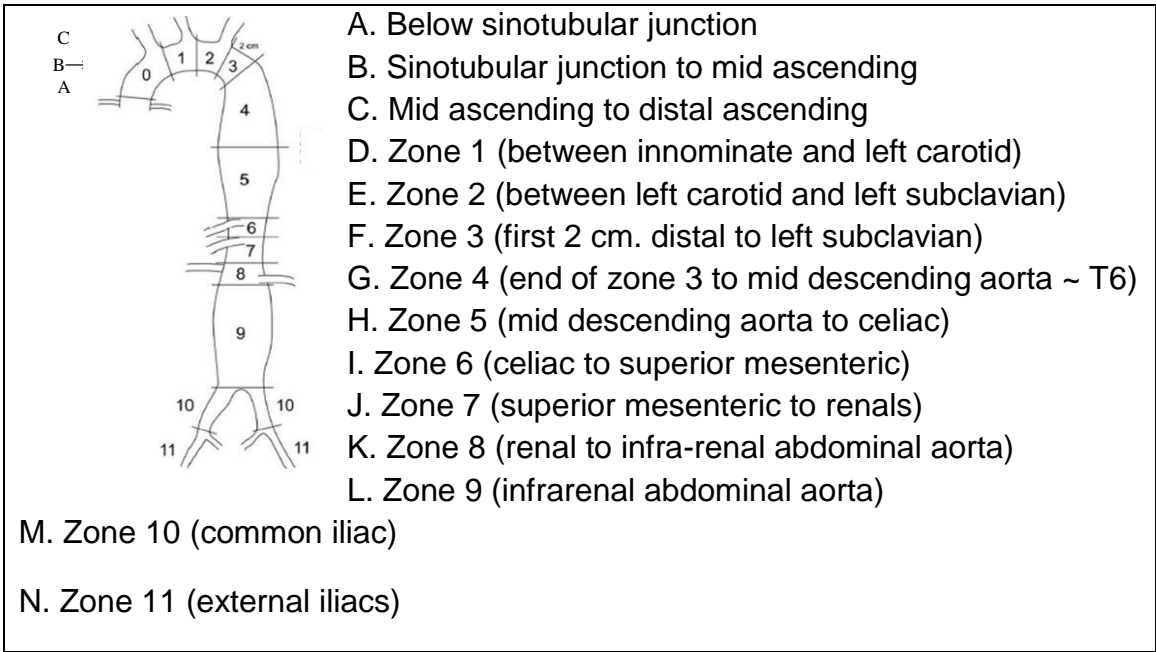 C
B
A
0
1
2
2 cm
3
4
5
6
7
8
9
10
10
11
11
A. Below sinotubular junction
B. Sinotubular junction to mid ascending
C. Mid ascending to distal ascending
D. Zone 1 (between innominate and left carotid)
E. Zone 2 (between left carotid and left subclavian)
F. Zone 3 (first 2 cm. distal to left subclavian)
G. Zone 4 (end of zone 3 to mid descending aorta ~ T6)
H. Zone 5 (mid descending aorta to celiac)
I. Zone 6 (celiac to superior mesenteric)
J. Zone 7 (superior mesenteric to renals)
K. Zone 8 (renal to infra-renal abdominal aorta)
L. Zone 9 (infrarenal abdominal aorta)
M. Zone 10 (common iliac)
N. Zone 11 (external iliacs)